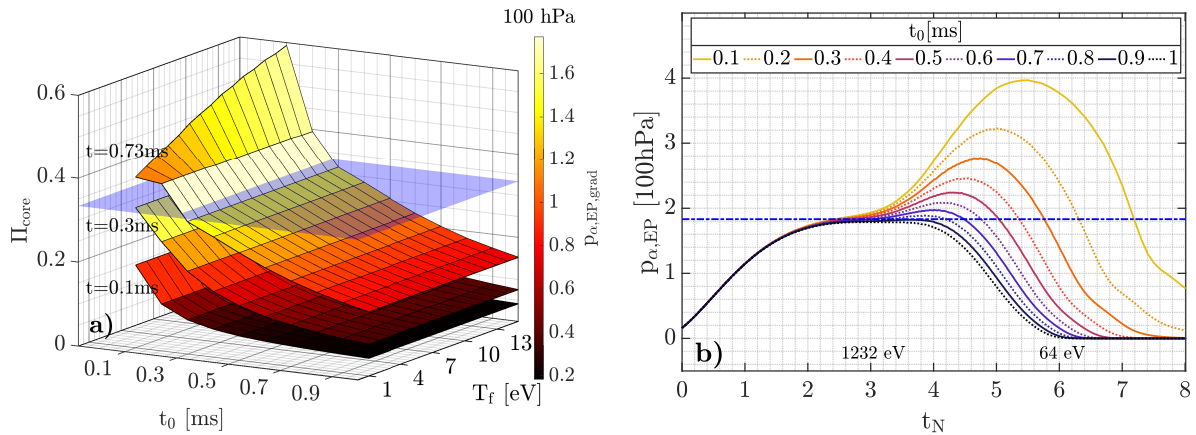 a)
100 hPa
Π_core
0.6
0.4
0.2
0
t=0.73ms
t=0.3ms
t=0.1ms
0.1
0.3
0.5
0.7
0.9
t₀ [ms]
1
4
7
10
13
T_f [eV]
1.6
1.4
1.2
1
0.8
0.6
0.4
0.2
p_α,EP,grad
t₀[ms]
0.1 0.2 0.3 0.4 0.5 0.6 0.7 0.8 0.9 1
p_α,EP [100hPa]
4
3
2
1
0
b)
1232 eV
64 eV
0 1 2 3 4 5 6 7 8
t_N